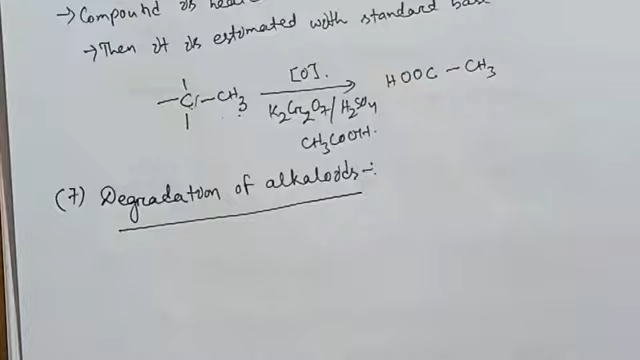 → Compound is
→ Then it is estimated with standard base
—C—CH3 [O]. HOOC—CH3
K2Cr2O7/H2SO4
CH3COOH.
(7) Degradation of alkaloids :-